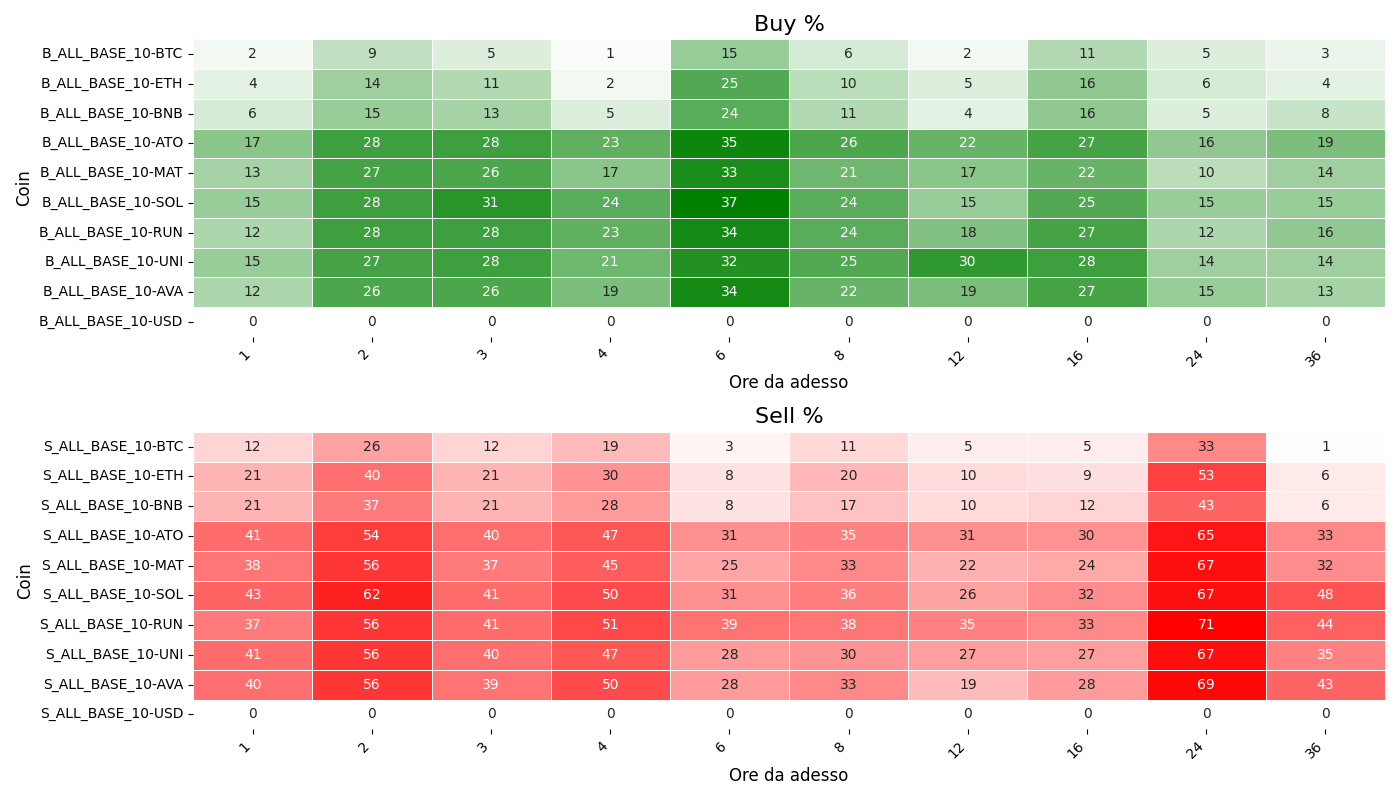 Buy %
Coin
B_ALL_BASE_10-BTC 2 9 5 1 15 6 2 11 5 3
B_ALL_BASE_10-ETH 4 14 11 2 25 10 5 16 6 4
B_ALL_BASE_10-BNB 6 15 13 5 24 11 4 16 5 8
B_ALL_BASE_10-ATO 17 28 28 23 35 26 22 27 16 19
B_ALL_BASE_10-MAT 13 27 26 17 33 21 17 22 10 14
B_ALL_BASE_10-SOL 15 28 31 24 37 24 15 25 15 15
B_ALL_BASE_10-RUN 12 28 28 23 34 24 18 27 12 16
B_ALL_BASE_10-UNI 15 27 28 21 32 25 30 28 14 14
B_ALL_BASE_10-AVA 12 26 26 19 34 22 19 27 15 13
B_ALL_BASE_10-USD 0 0 0 0 0 0 0 0 0 0
1 2 3 4 6 8 12 16 24 36
Ore da adesso
Sell %
Coin
S_ALL_BASE_10-BTC 12 26 12 19 3 11 5 5 33 1
S_ALL_BASE_10-ETH 21 40 21 30 8 20 10 9 53 6
S_ALL_BASE_10-BNB 21 37 21 28 8 17 10 12 43 6
S_ALL_BASE_10-ATO 41 54 40 47 31 35 31 30 65 33
S_ALL_BASE_10-MAT 38 56 37 45 25 33 22 24 67 32
S_ALL_BASE_10-SOL 43 62 41 50 31 36 26 32 67 48
S_ALL_BASE_10-RUN 37 56 41 51 39 38 35 33 71 44
S_ALL_BASE_10-UNI 41 56 40 47 28 30 27 27 67 35
S_ALL_BASE_10-AVA 40 56 39 50 28 33 19 28 69 43
S_ALL_BASE_10-USD 0 0 0 0 0 0 0 0 0 0
1 2 3 4 6 8 12 16 24 36
Ore da adesso